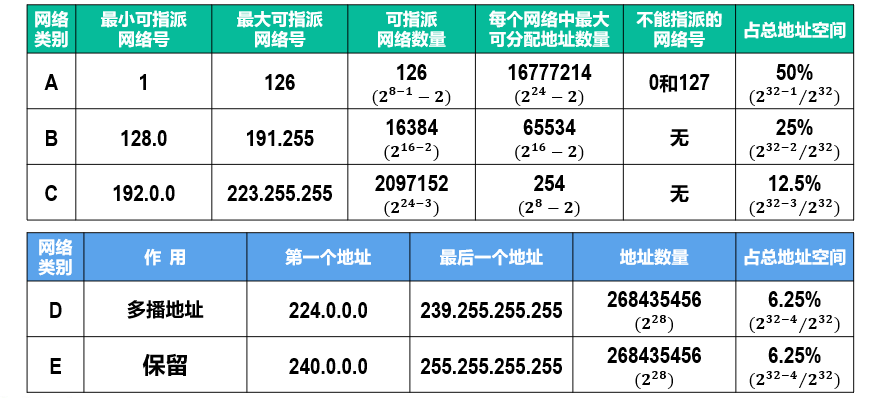 网络类别 最小可指派网络号 最大可指派网络号 可指派网络数量 每个网络中最大可分配地址数量 不能指派的网络号 占总地址空间
A 1 126 126 (2^{8−1} − 2) 16777214 (2^{24} − 2) 0和127 50% (2^{32−1}/2^{32})
B 128.0 191.255 16384 (2^{16−2}) 65534 (2^{16} − 2) 无 25% (2^{32−2}/2^{32})
C 192.0.0 223.255.255 2097152 (2^{24−3}) 254 (2^{8} − 2) 无 12.5% (2^{32−3}/2^{32})
网络类别 作 用 第一个地址 最后一个地址 地址数量 占总地址空间
D 多播地址 224.0.0.0 239.255.255.255 268435456 (2^{28}) 6.25% (2^{32−4}/2^{32})
E 保留 240.0.0.0 255.255.255.255 268435456 (2^{28}) 6.25% (2^{32−4}/2^{32})